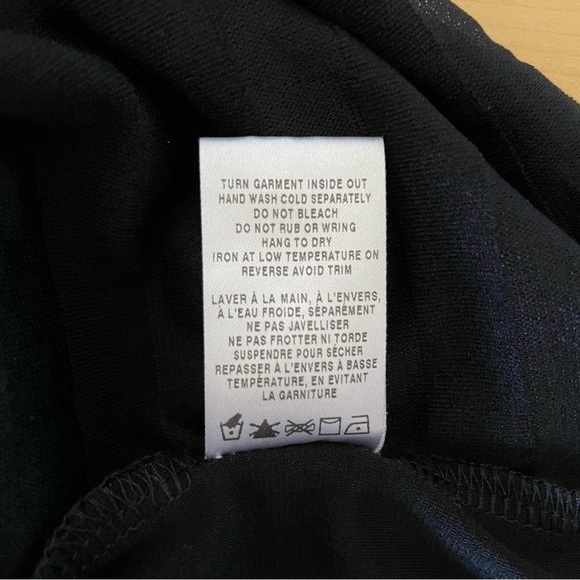 TURN GARMENT INSIDE OUT
HAND WASH COLD SEPARATELY
DO NOT BLEACH
DO NOT RUB OR WRING
HANG TO DRY
IRON AT LOW TEMPERATURE ON
REVERSE AVOID TRIM
LAVER À LA MAIN, À L'ENVERS,
À L'EAU FROIDE, SÉPARÉMENT
NE PAS JAVELLISER
NE PAS FROTTER NI TORDE
SUSPENDRE POUR SÉCHER
REPASSER À L'ENVERS À BASSE
TEMPÉRATURE, EN EVITANT
LA GARNITURE